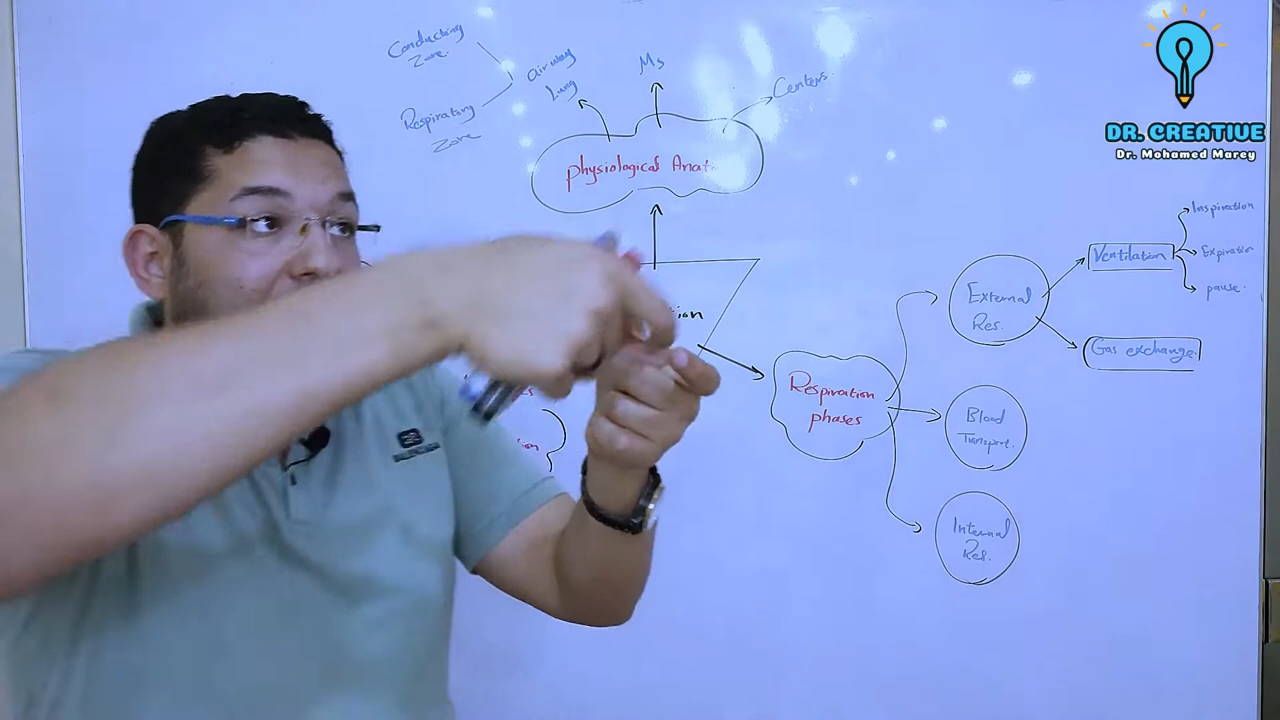 Conducting
Zone.
Respiratory
Zone
airway
Lung
Ms
Centers.
physiological Anat
tion
Respiration
phases
External
Res.
Blood
Transport.
Internal
Res.
Ventilation
Inspiration
Expiration
pause.
Gas exchange.
DR. CREATIVE
Dr. Mohamed Marey